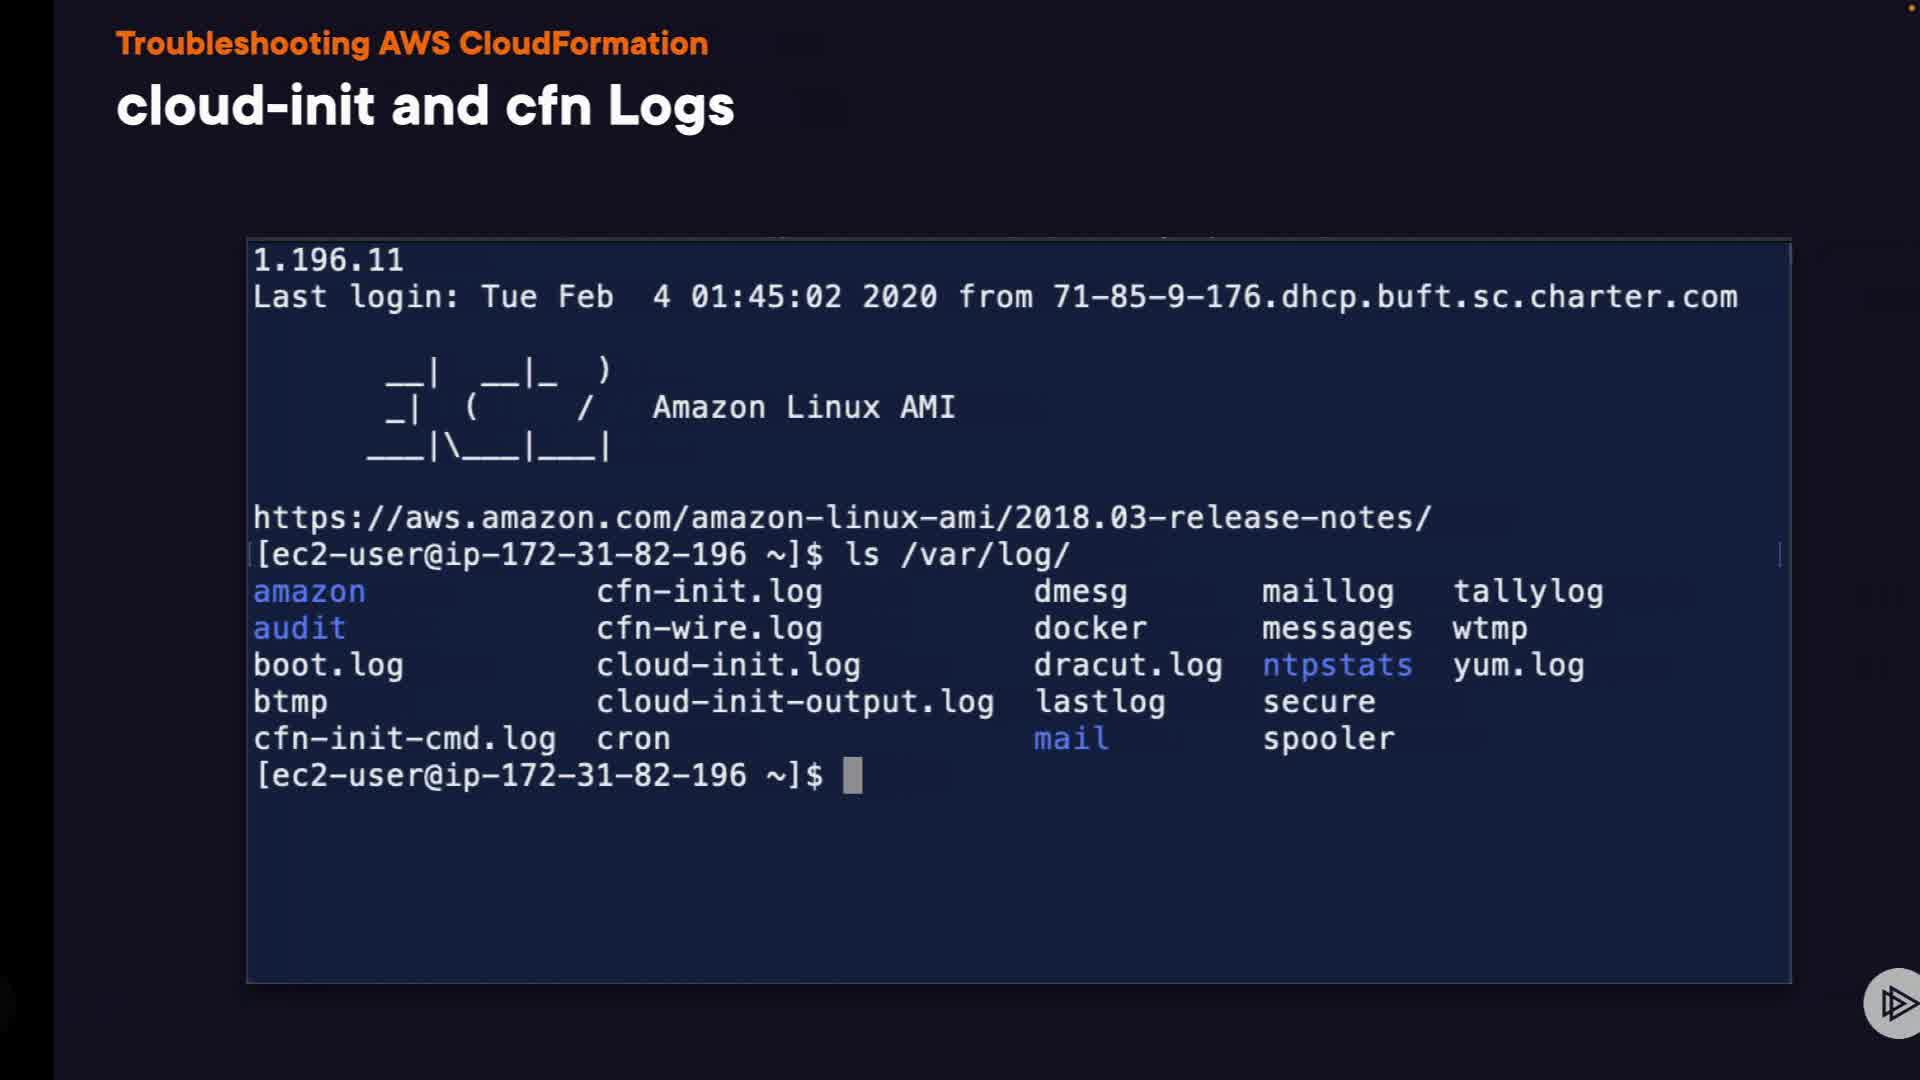 Troubleshooting AWS CloudFormation
cloud-init and cfn Logs
1.196.11
Last login: Tue Feb  4 01:45:02 2020 from 71-85-9-176.dhcp.buft.sc.charter.com
       __|  __|_  )
       _|  (     /   Amazon Linux AMI
      ___|\___|___|
https://aws.amazon.com/amazon-linux-ami/2018.03-release-notes/
[ec2-user@ip-172-31-82-196 ~]$ ls /var/log/
amazon            cfn-init.log           dmesg       maillog   tallylog
audit             cfn-wire.log           docker      messages  wtmp
boot.log          cloud-init.log         dracut.log  ntpstats  yum.log
btmp              cloud-init-output.log  lastlog     secure
cfn-init-cmd.log  cron                   mail        spooler
[ec2-user@ip-172-31-82-196 ~]$